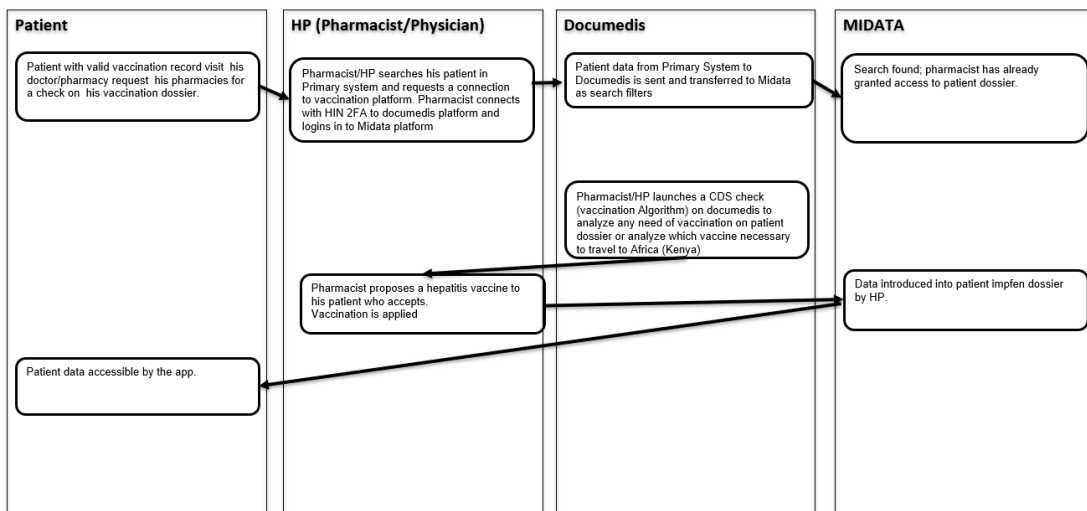 Patient
HP (Pharmacist/Physician)
Documedis
MIDATA
Patient with valid vaccination record visit his
doctor/pharmacy request his pharmacies for
a check on his vaccination dossier.
Pharmacist/HP searches his patient in
Primary system and requests a connection
to vaccination platform. Pharmacist connects
with HIN 2FA to documedis platform and
logins in to Midata platform
Patient data from Primary System to
Documedis is sent and transferred to Midata
as search filters
Search found; pharmacist has already
granted access to patient dossier.
Pharmacist/HP launches a CDS check
(vaccination Algorithm) on documedis to
analyze any need of vaccination on patient
dossier or analyze which vaccine necessary
to travel to Africa (Kenya)
Pharmacist proposes a hepatitis vaccine to
his patient who accepts.
Vaccination is applied
Data introduced into patient impfen dossier
by HP.
Patient data accessible by the app.